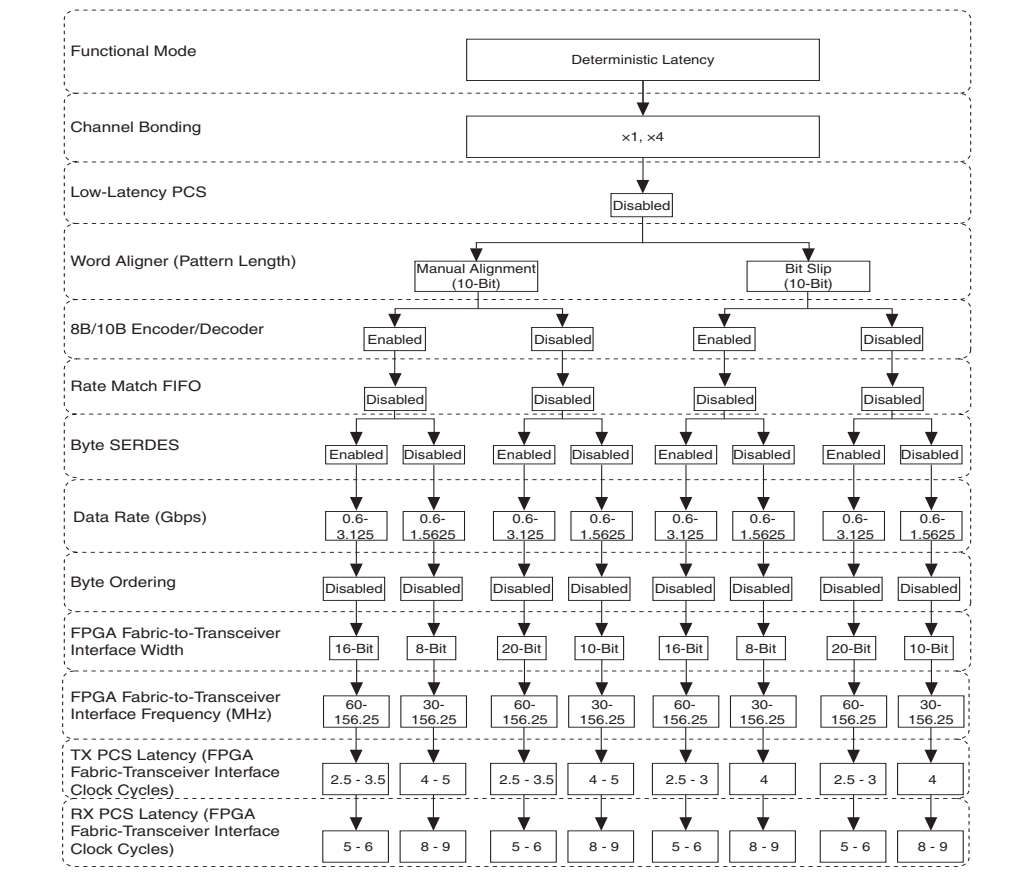 Functional Mode
Deterministic Latency
Channel Bonding
×1, ×4
Low-Latency PCS
Disabled
Word Aligner (Pattern Length)
Manual Alignment
(10-Bit)
Bit Slip
(10-Bit)
8B/10B Encoder/Decoder
Enabled Disabled Enabled Disabled
Rate Match FIFO
Disabled Disabled Disabled Disabled
Byte SERDES
Enabled Disabled Enabled Disabled Enabled Disabled Enabled Disabled
Data Rate (Gbps)
0.6- 0.6- 0.6- 0.6- 0.6- 0.6- 0.6- 0.6-
3.125 1.5625 3.125 1.5625 3.125 1.5625 3.125 1.5625
Byte Ordering
Disabled Disabled Disabled Disabled Disabled Disabled Disabled Disabled
FPGA Fabric-to-Transceiver
Interface Width
16-Bit 8-Bit 20-Bit 10-Bit 16-Bit 8-Bit 20-Bit 10-Bit
FPGA Fabric-to-Transceiver
Interface Frequency (MHz)
60- 30- 60- 30- 60- 30- 60- 30-
156.25 156.25 156.25 156.25 156.25 156.25 156.25 156.25
TX PCS Latency (FPGA
Fabric-Transceiver Interface
Clock Cycles)
2.5 - 3.5 4 - 5 2.5 - 3.5 4 - 5 2.5 - 3 4 2.5 - 3 4
RX PCS Latency (FPGA
Fabric-Transceiver Interface
Clock Cycles)
5 - 6 8 - 9 5 - 6 8 - 9 5 - 6 8 - 9 5 - 6 8 - 9